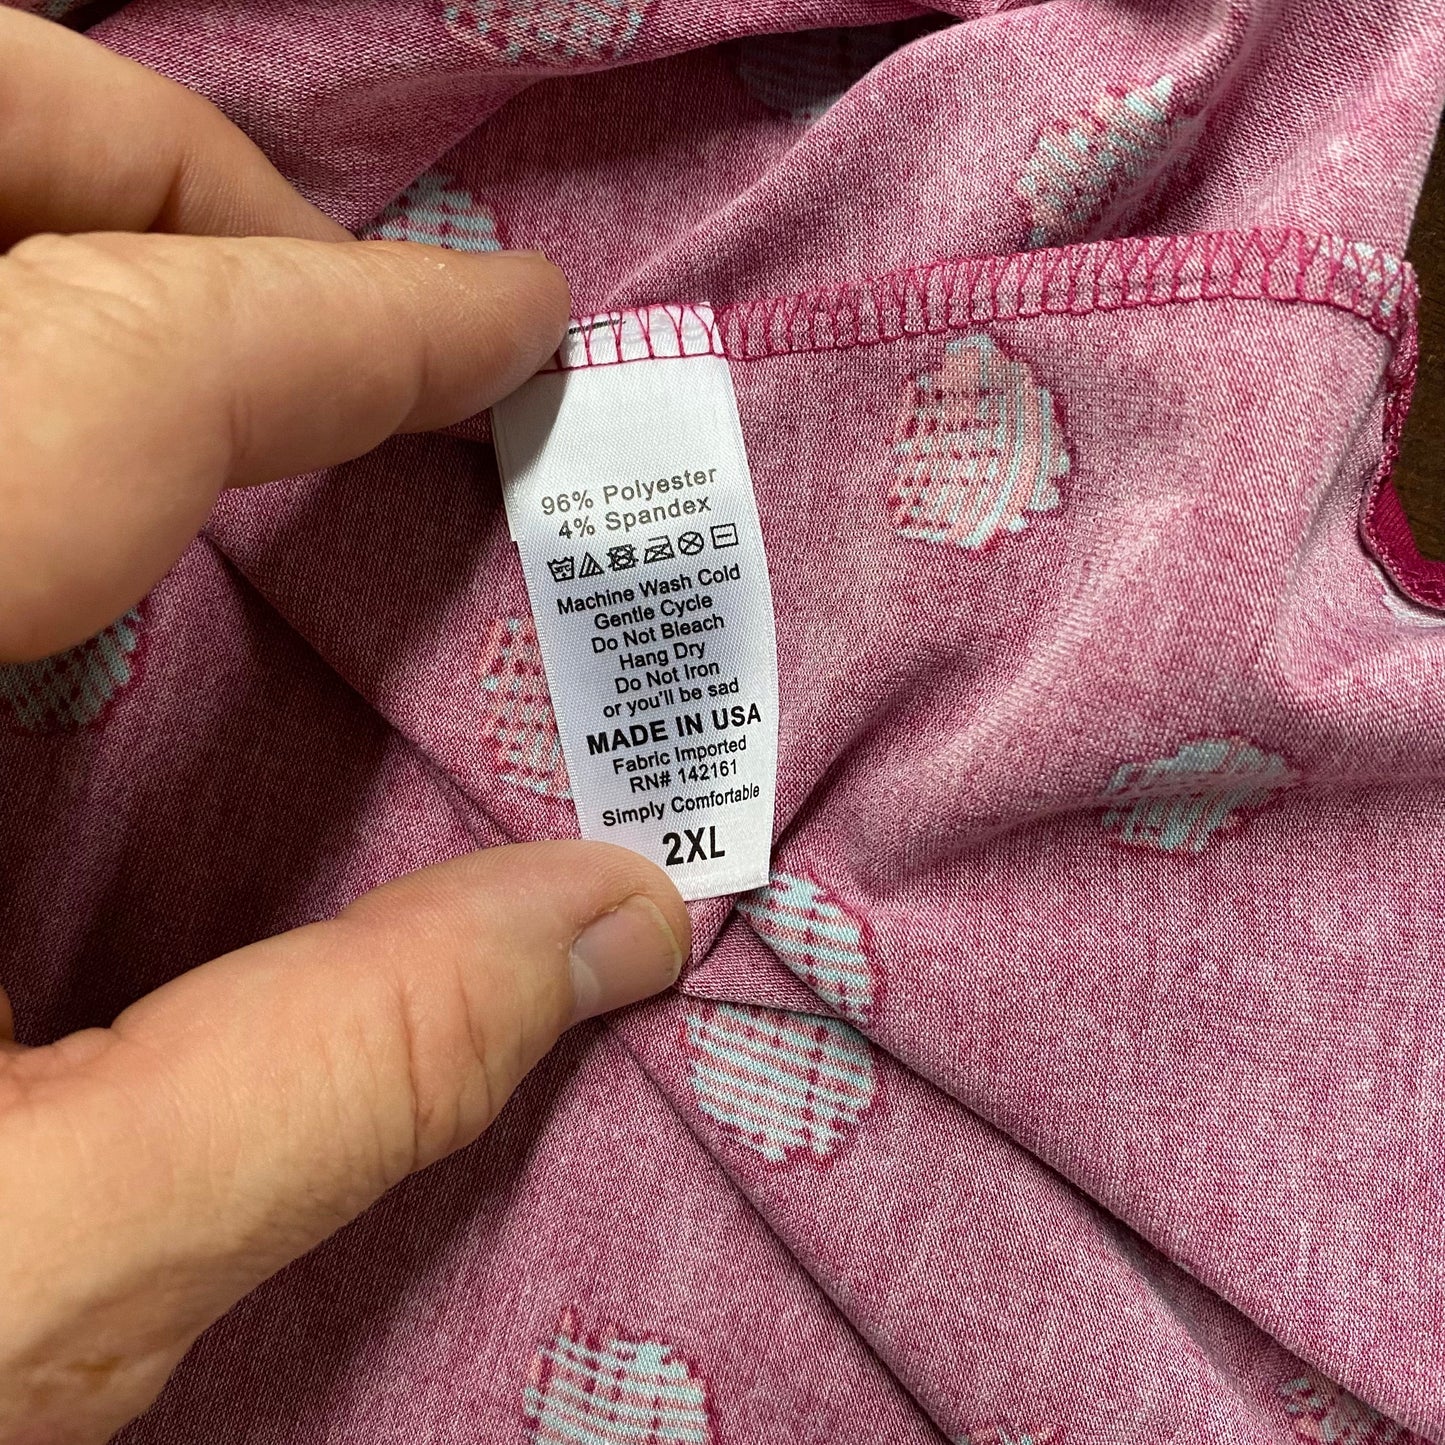 96% Polyester
4% Spandex
Machine Wash Cold
Gentle Cycle
Do Not Bleach
Hang Dry
Do Not Iron
or you'll be sad
MADE IN USA
Fabric Imported
RN# 142161
Simply Comfortable
2XL